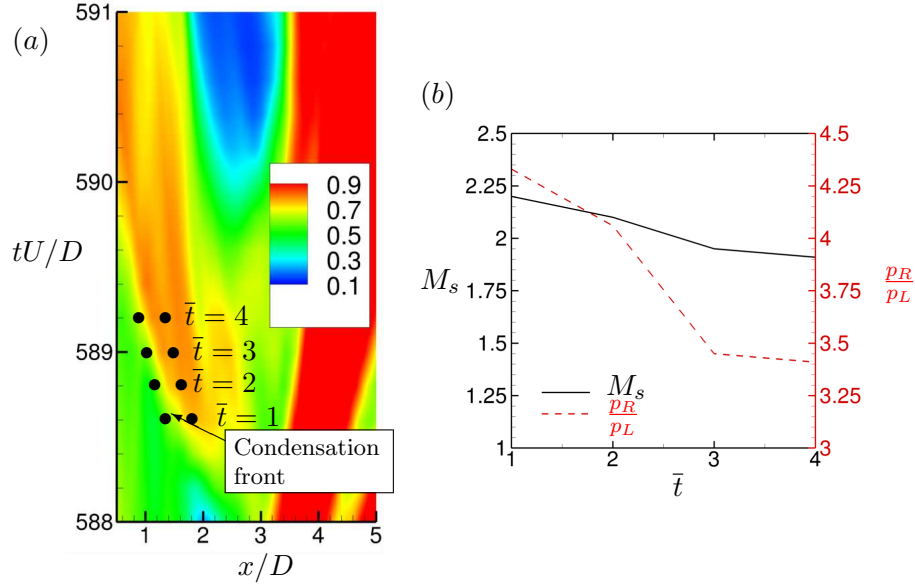 (a)
591
590
tU/D
589
588
0.9
0.7
0.5
0.3
0.1
t̄ = 4
t̄ = 3
t̄ = 2
t̄ = 1
Condensation
front
1 2 3 4 5
x/D
(b)
2.5
2.25
2
M_s
1.75
1.5
1.25
1
M_s
p_R/p_L
1 2 3 4
t̄
4.5
4.25
4
p_R/p_L
3.75
3.5
3.25
3